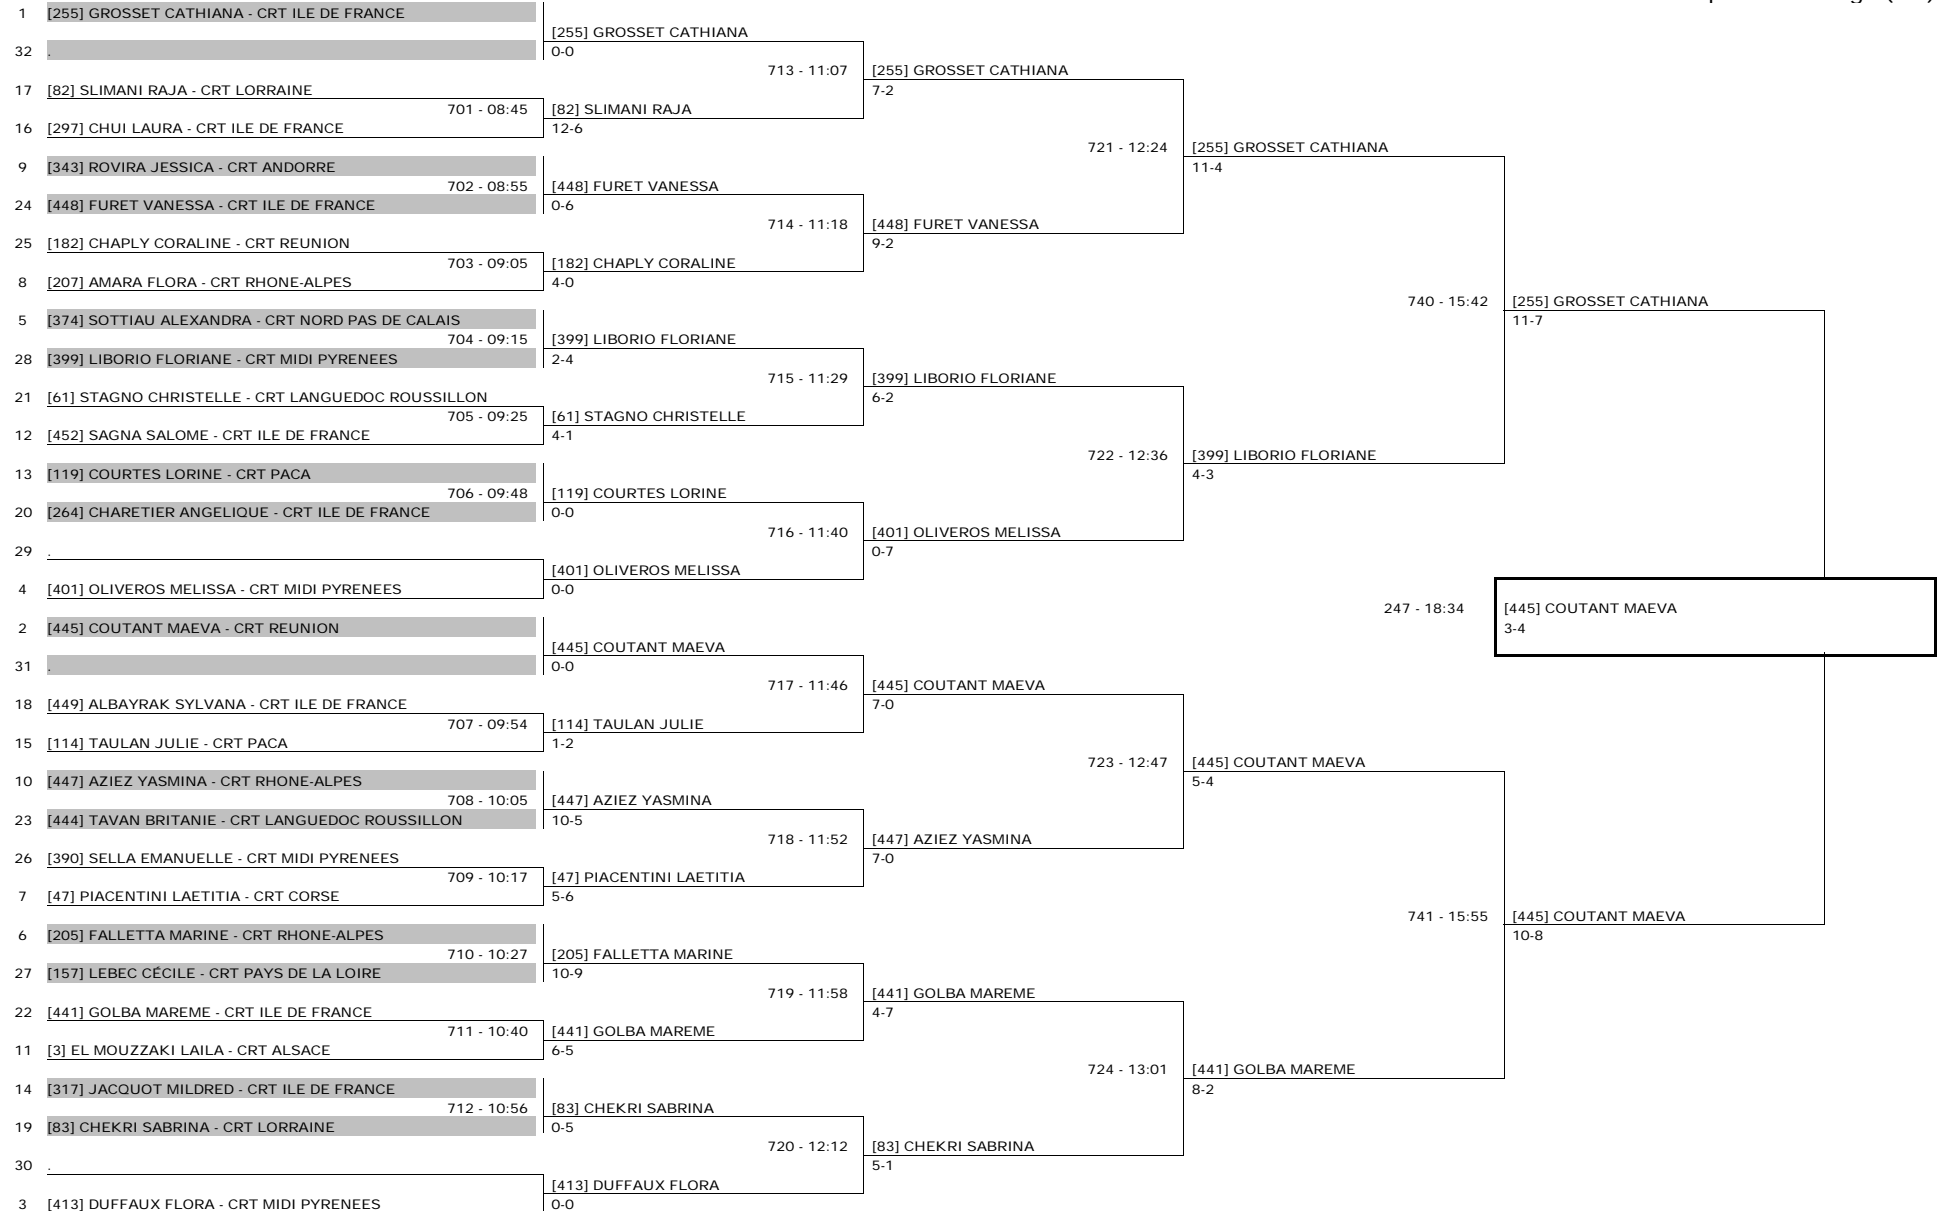 1 [255] GROSSET CATHIANA - CRT ILE DE FRANCE
[255] GROSSET CATHIANA
32 .
0-0
713 - 11:07
[255] GROSSET CATHIANA
17 [82] SLIMANI RAJA - CRT LORRAINE
7-2
701 - 08:45
[82] SLIMANI RAJA
16 [297] CHUI LAURA - CRT ILE DE FRANCE
12-6
721 - 12:24
[255] GROSSET CATHIANA
9 [343] ROVIRA JESSICA - CRT ANDORRE
11-4
702 - 08:55
[448] FURET VANESSA
24 [448] FURET VANESSA - CRT ILE DE FRANCE
0-6
714 - 11:18
[448] FURET VANESSA
25 [182] CHAPLY CORALINE - CRT REUNION
9-2
703 - 09:05
[182] CHAPLY CORALINE
8 [207] AMARA FLORA - CRT RHONE-ALPES
4-0
740 - 15:42
[255] GROSSET CATHIANA
5 [374] SOTTIAU ALEXANDRA - CRT NORD PAS DE CALAIS
11-7
704 - 09:15
[399] LIBORIO FLORIANE
28 [399] LIBORIO FLORIANE - CRT MIDI PYRENEES
2-4
715 - 11:29
[399] LIBORIO FLORIANE
21 [61] STAGNO CHRISTELLE - CRT LANGUEDOC ROUSSILLON
6-2
705 - 09:25
[61] STAGNO CHRISTELLE
12 [452] SAGNA SALOME - CRT ILE DE FRANCE
4-1
722 - 12:36
[399] LIBORIO FLORIANE
13 [119] COURTES LORINE - CRT PACA
4-3
706 - 09:48
[119] COURTES LORINE
20 [264] CHARETIER ANGELIQUE - CRT ILE DE FRANCE
0-0
716 - 11:40
[401] OLIVEROS MELISSA
29 .
0-7
[401] OLIVEROS MELISSA
4 [401] OLIVEROS MELISSA - CRT MIDI PYRENEES
0-0
247 - 18:34
[445] COUTANT MAEVA
3-4
2 [445] COUTANT MAEVA - CRT REUNION
[445] COUTANT MAEVA
31 .
0-0
717 - 11:46
[445] COUTANT MAEVA
18 [449] ALBAYRAK SYLVANA - CRT ILE DE FRANCE
7-0
707 - 09:54
[114] TAULAN JULIE
15 [114] TAULAN JULIE - CRT PACA
1-2
723 - 12:47
[445] COUTANT MAEVA
10 [447] AZIEZ YASMINA - CRT RHONE-ALPES
5-4
708 - 10:05
[447] AZIEZ YASMINA
23 [444] TAVAN BRITANIE - CRT LANGUEDOC ROUSSILLON
10-5
718 - 11:52
[447] AZIEZ YASMINA
26 [390] SELLA EMANUELLE - CRT MIDI PYRENEES
7-0
709 - 10:17
[47] PIACENTINI LAETITIA
7 [47] PIACENTINI LAETITIA - CRT CORSE
5-6
741 - 15:55
[445] COUTANT MAEVA
6 [205] FALLETTA MARINE - CRT RHONE-ALPES
10-8
710 - 10:27
[205] FALLETTA MARINE
27 [157] LEBEC CÉCILE - CRT PAYS DE LA LOIRE
10-9
719 - 11:58
[441] GOLBA MAREME
22 [441] GOLBA MAREME - CRT ILE DE FRANCE
4-7
711 - 10:40
[441] GOLBA MAREME
11 [3] EL MOUZZAKI LAILA - CRT ALSACE
6-5
724 - 13:01
[441] GOLBA MAREME
14 [317] JACQUOT MILDRED - CRT ILE DE FRANCE
8-2
712 - 10:56
[83] CHEKRI SABRINA
19 [83] CHEKRI SABRINA - CRT LORRAINE
0-5
720 - 12:12
[83] CHEKRI SABRINA
30 .
5-1
[413] DUFFAUX FLORA
3 [413] DUFFAUX FLORA - CRT MIDI PYRENEES
0-0